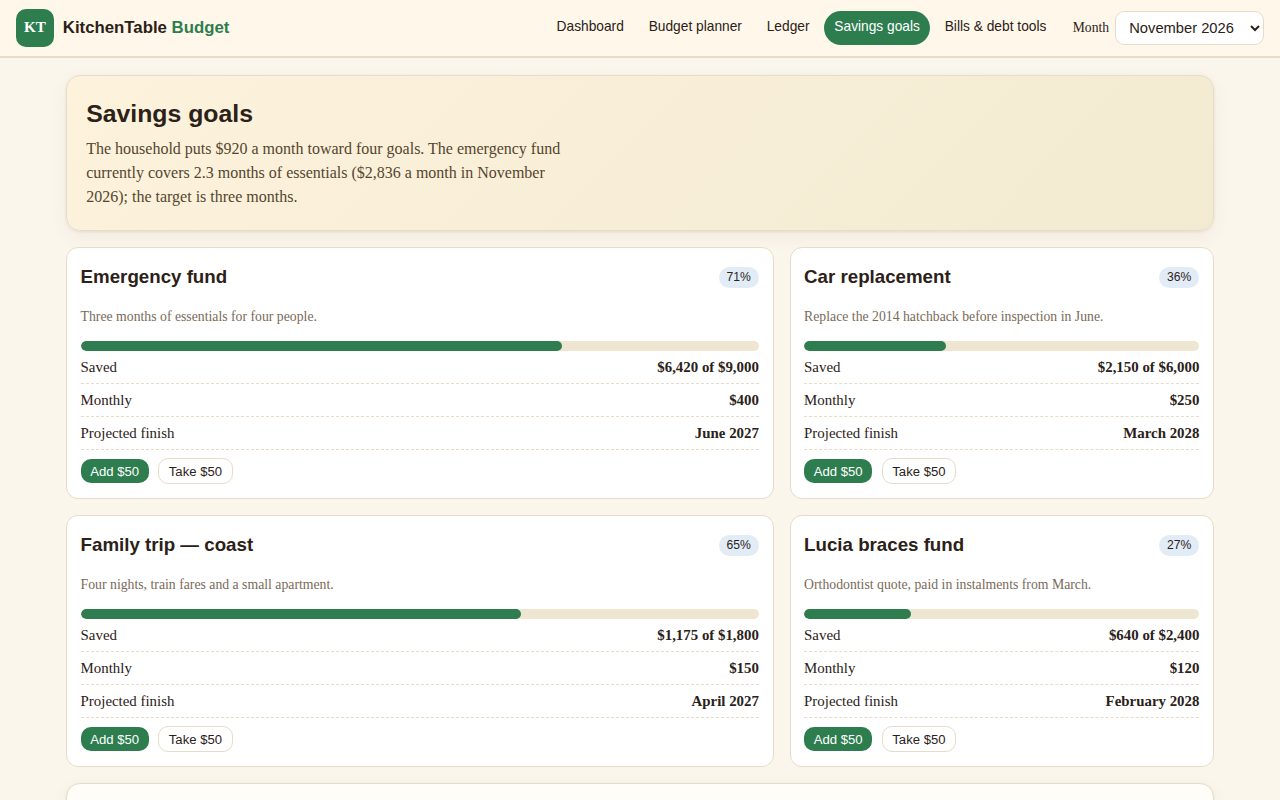 KT KitchenTable Budget Dashboard Budget planner Ledger Savings goals Bills & debt tools Month November 2026
Savings goals
The household puts $920 a month toward four goals. The emergency fund
currently covers 2.3 months of essentials ($2,836 a month in November
2026); the target is three months.
Emergency fund 71%
Three months of essentials for four people.
Saved $6,420 of $9,000
Monthly $400
Projected finish June 2027
Add $50 Take $50
Car replacement 36%
Replace the 2014 hatchback before inspection in June.
Saved $2,150 of $6,000
Monthly $250
Projected finish March 2028
Add $50 Take $50
Family trip — coast 65%
Four nights, train fares and a small apartment.
Saved $1,175 of $1,800
Monthly $150
Projected finish April 2027
Add $50 Take $50
Lucia braces fund 27%
Orthodontist quote, paid in instalments from March.
Saved $640 of $2,400
Monthly $120
Projected finish February 2028
Add $50 Take $50